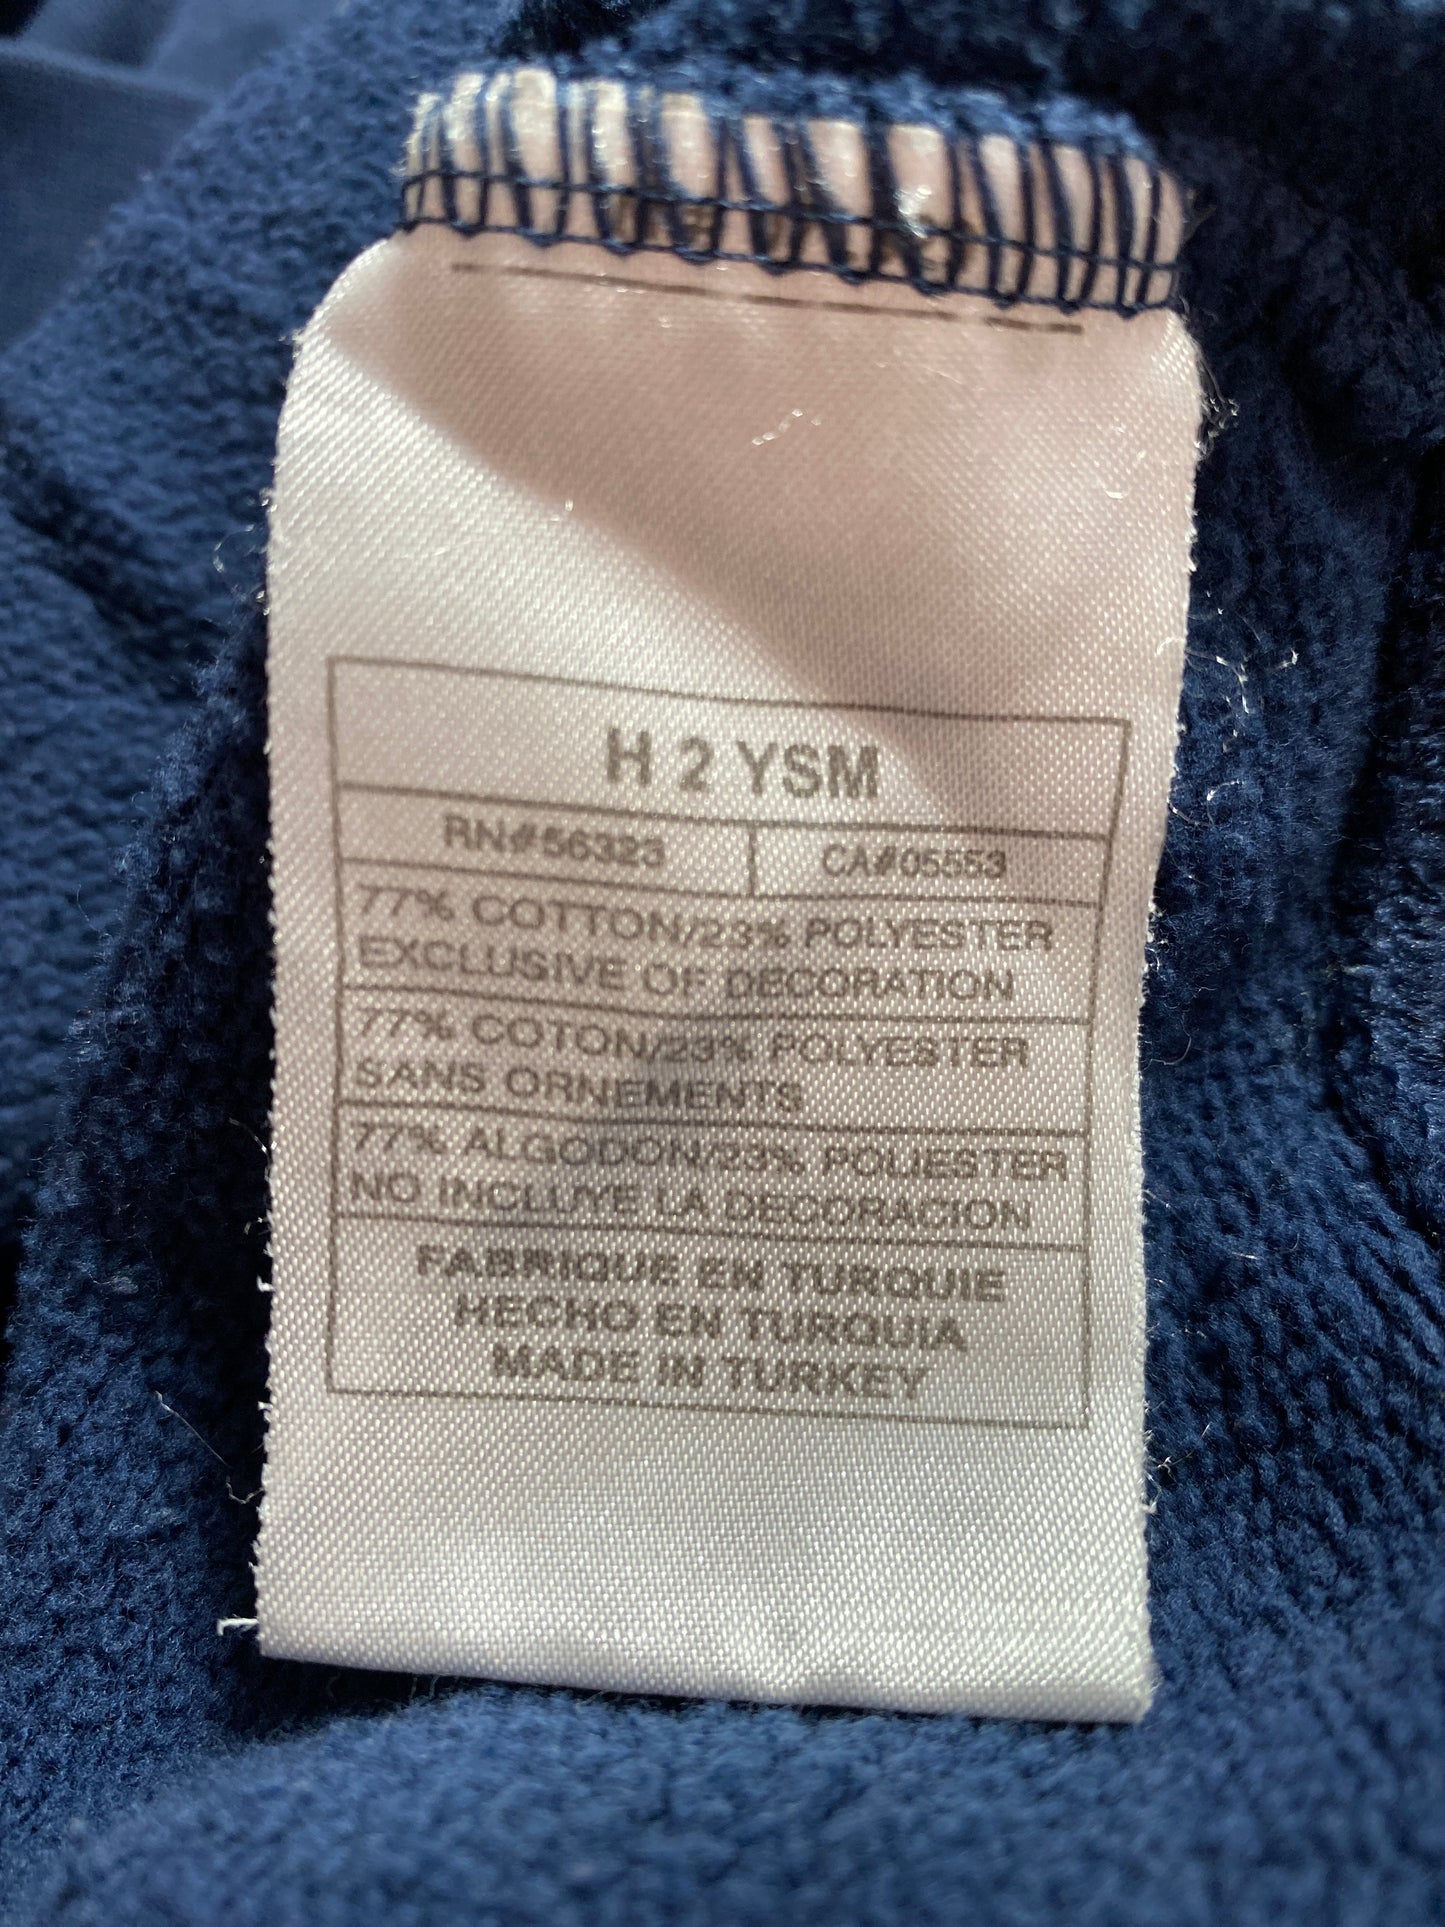 H 2 YSM
RN#56323
CA#05553
77% COTTON/23% POLYESTER
EXCLUSIVE OF DECORATION
77% COTON/23% POLYESTER
SANS ORNEMENTS
77% ALGODON/23% POLIESTER
NO INCLUYE LA DECORACION
FABRIQUE EN TURQUIE
HECHO EN TURQUIA
MADE IN TURKEY